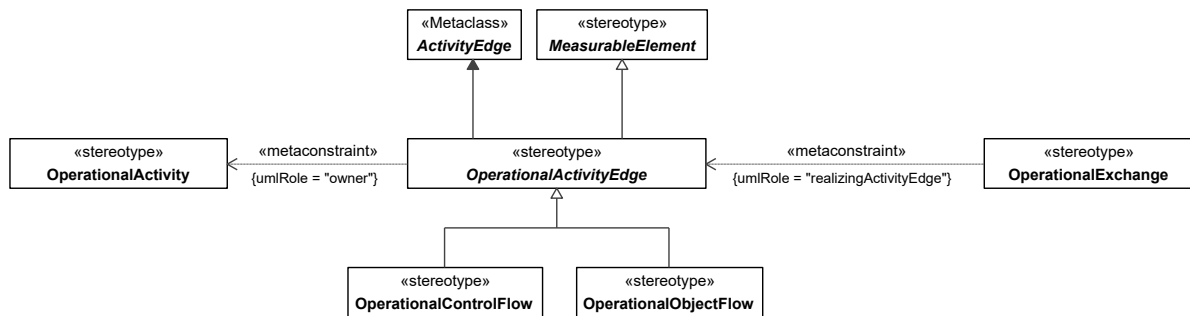 «Metaclass»
ActivityEdge
«stereotype»
MeasurableElement
«stereotype»
OperationalActivity
«metaconstraint»
{umlRole = "owner"}
«stereotype»
OperationalActivityEdge
«metaconstraint»
{umlRole = "realizingActivityEdge"}
«stereotype»
OperationalExchange
«stereotype»
OperationalControlFlow
«stereotype»
OperationalObjectFlow